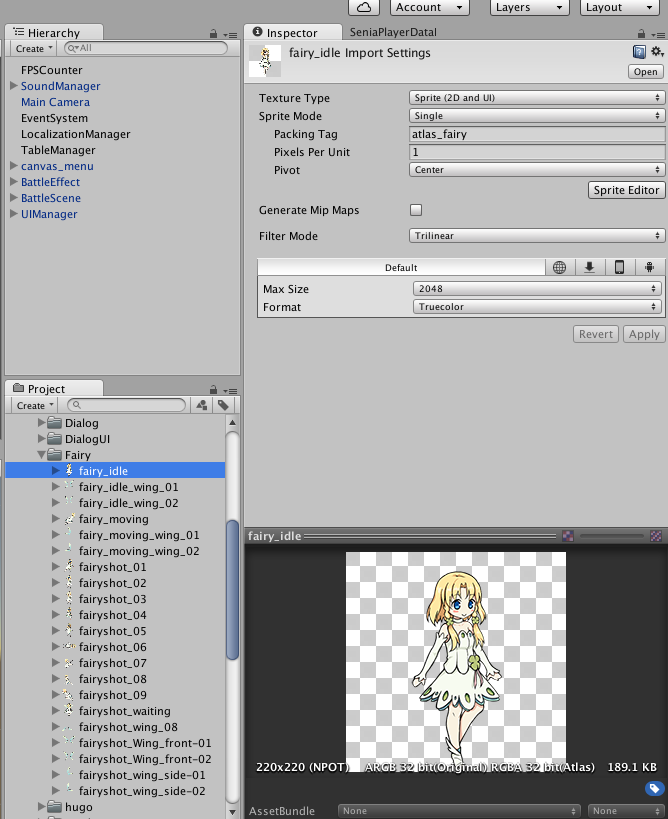 Account
Layers
Layout
Hierarchy
Create
All
FPSCounter
SoundManager
Main Camera
EventSystem
LocalizationManager
TableManager
canvas_menu
BattleEffect
BattleScene
UIManager
Project
Create
Dialog
DialogUI
Fairy
fairy_idle
fairy_idle_wing_01
fairy_idle_wing_02
fairy_moving
fairy_moving_wing_01
fairy_moving_wing_02
fairyshot_01
fairyshot_02
fairyshot_03
fairyshot_04
fairyshot_05
fairyshot_06
fairyshot_07
fairyshot_08
fairyshot_09
fairyshot_waiting
fairyshot_wing_08
fairyshot_Wing_front-01
fairyshot_Wing_front-02
fairyshot_wing_side-01
fairyshot_wing_side-02
hugo
Inspector
SeniaPlayerDatal
fairy_idle Import Settings
Open
Texture Type Sprite (2D and UI)
Sprite Mode Single
Packing Tag atlas_fairy
Pixels Per Unit 1
Pivot Center
Sprite Editor
Generate Mip Maps
Filter Mode Trilinear
Default
Max Size 2048
Format Truecolor
Revert Apply
fairy_idle
220x220 (NPOT) ARGB 32 bit(Original) RGBA 32 bit(Atlas) 189.1 KB
AssetBundle None None